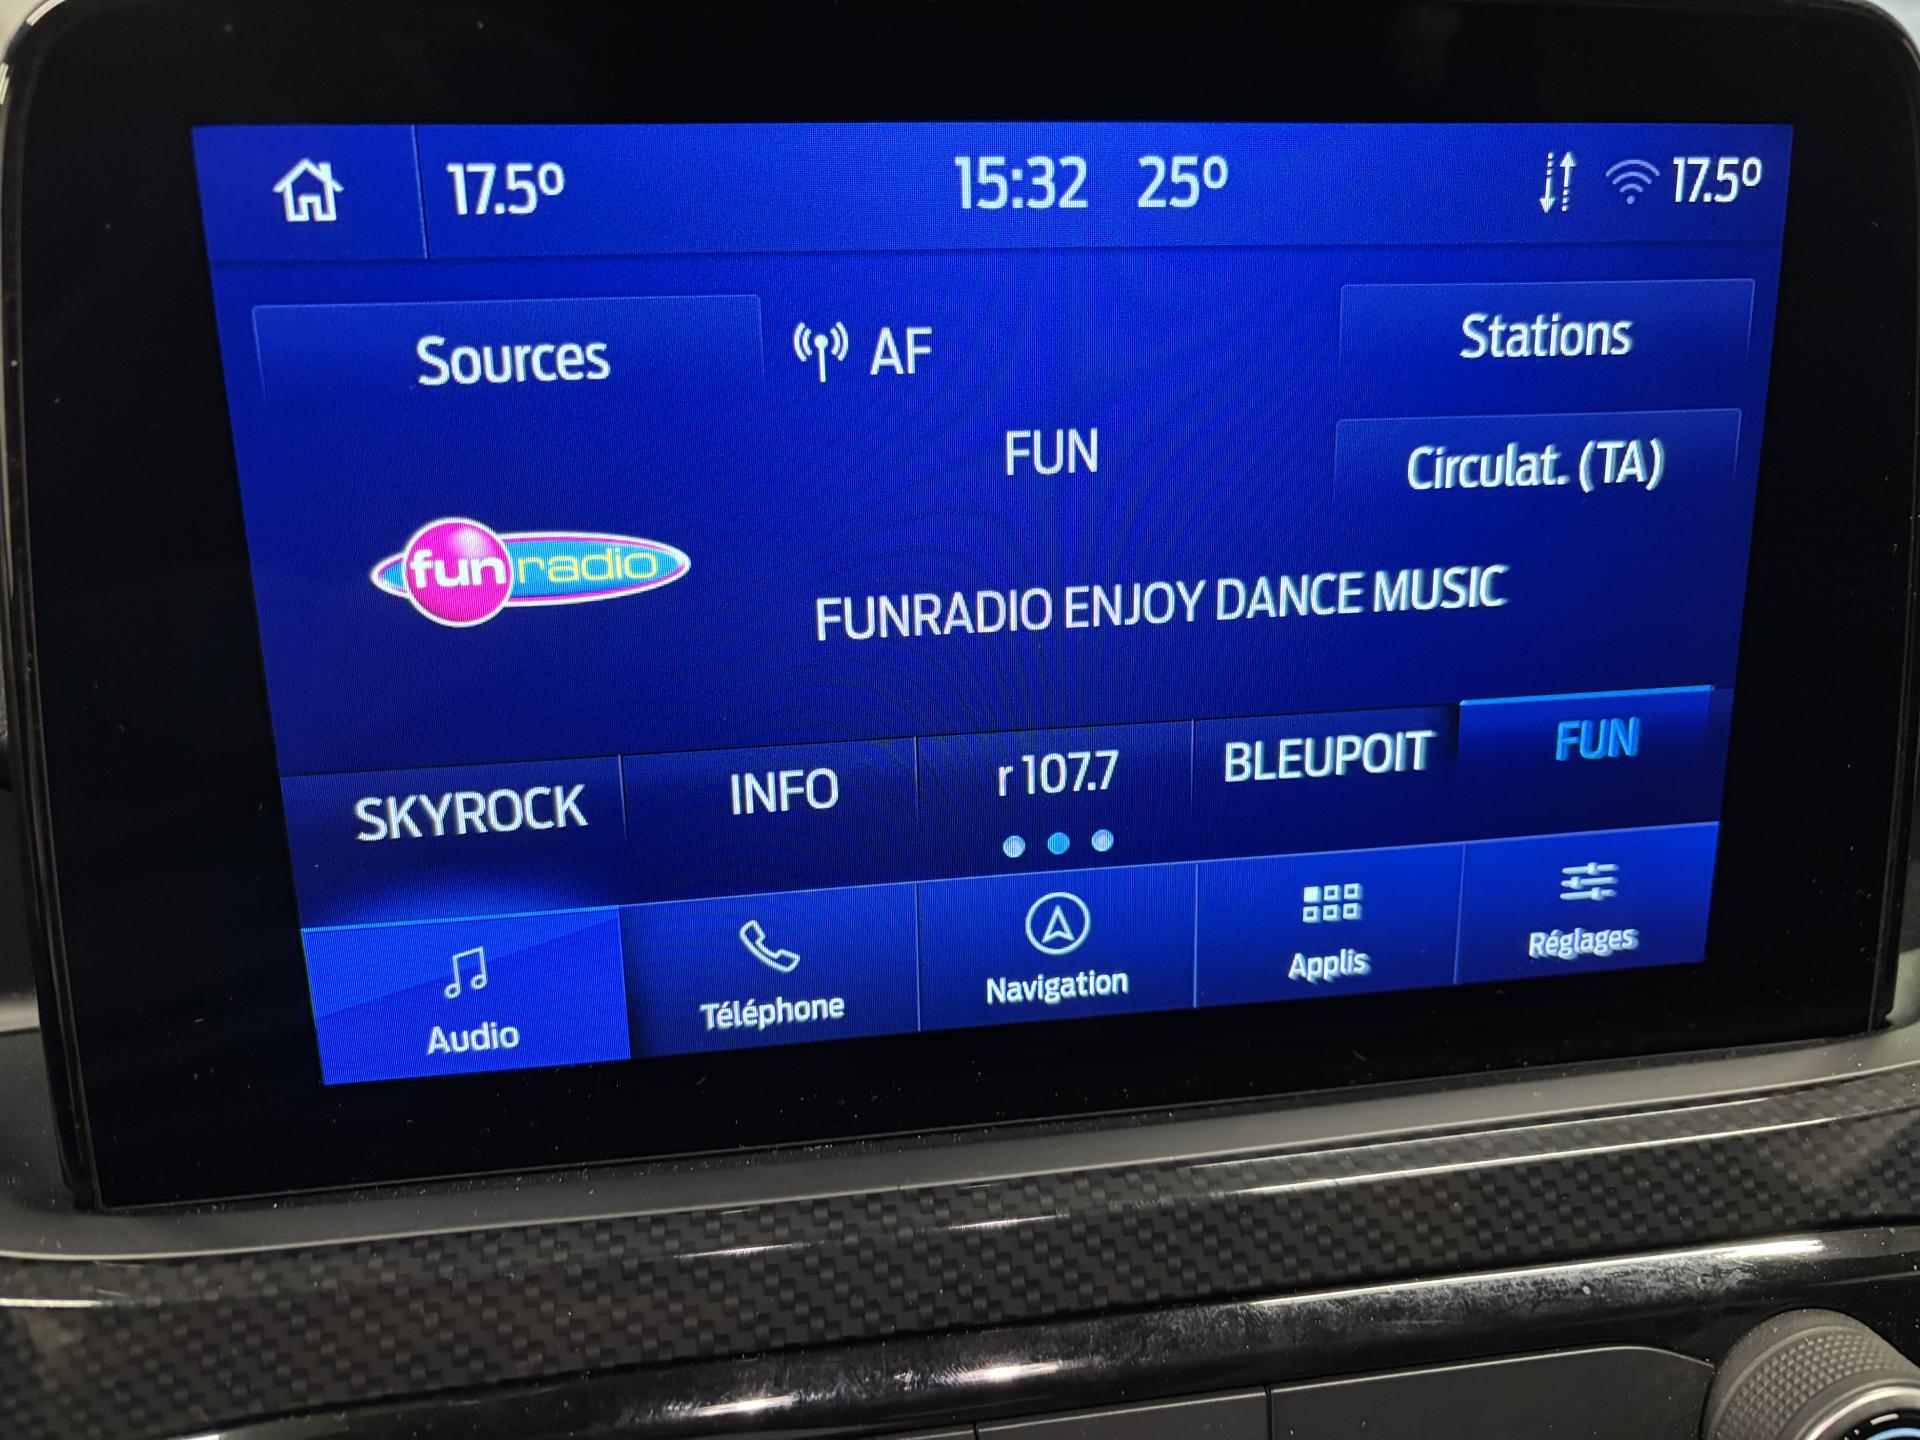 17.5° 15:32 25° 17.5°
Sources AF Stations
FUN
Circulat. (TA)
funradio
FUNRADIO ENJOY DANCE MUSIC
SKYROCK INFO r 107.7 BLEUPOIT FUN
Audio Téléphone Navigation Applis Réglages